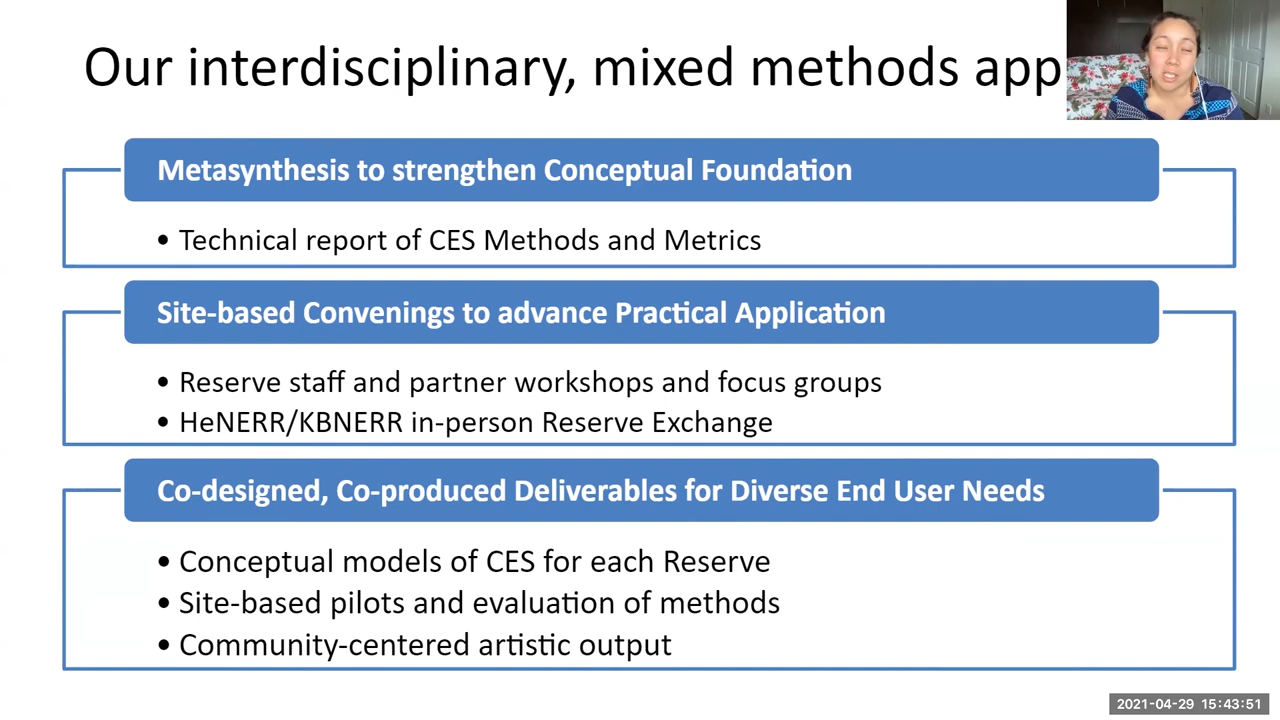 Our interdisciplinary, mixed methods app
Metasynthesis to strengthen Conceptual Foundation
• Technical report of CES Methods and Metrics
Site-based Convenings to advance Practical Application
• Reserve staff and partner workshops and focus groups
• HeNERR/KBNERR in-person Reserve Exchange
Co-designed, Co-produced Deliverables for Diverse End User Needs
• Conceptual models of CES for each Reserve
• Site-based pilots and evaluation of methods
• Community-centered artistic output
2021-04-29 15:43:51